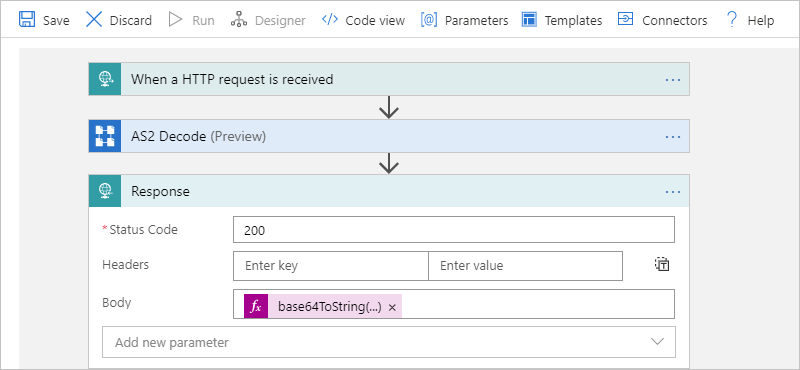 Save Discard Run Designer Code view Parameters Templates Connectors Help
When a HTTP request is received
AS2 Decode (Preview)
Response
*Status Code 200
Headers Enter key Enter value
Body fx base64ToString(...) ×
Add new parameter